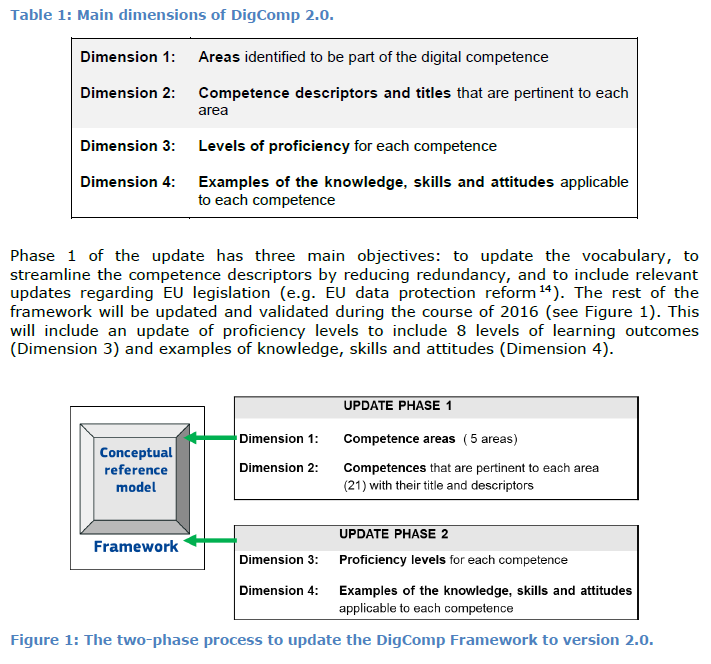 Table 1: Main dimensions of DigComp 2.0.
Dimension 1: Areas identified to be part of the digital competence
Dimension 2: Competence descriptors and titles that are pertinent to each
area
Dimension 3: Levels of proficiency for each competence
Dimension 4: Examples of the knowledge, skills and attitudes applicable
to each competence
Phase 1 of the update has three main objectives: to update the vocabulary, to
streamline the competence descriptors by reducing redundancy, and to include relevant
updates regarding EU legislation (e.g. EU data protection reform14). The rest of the
framework will be updated and validated during the course of 2016 (see Figure 1). This
will include an update of proficiency levels to include 8 levels of learning outcomes
(Dimension 3) and examples of knowledge, skills and attitudes (Dimension 4).
Conceptual
reference
model
Framework
UPDATE PHASE 1
Dimension 1: Competence areas ( 5 areas)
Dimension 2: Competences that are pertinent to each area
(21) with their title and descriptors
UPDATE PHASE 2
Dimension 3: Proficiency levels for each competence
Dimension 4: Examples of the knowledge, skills and attitudes
applicable to each competence
Figure 1: The two-phase process to update the DigComp Framework to version 2.0.